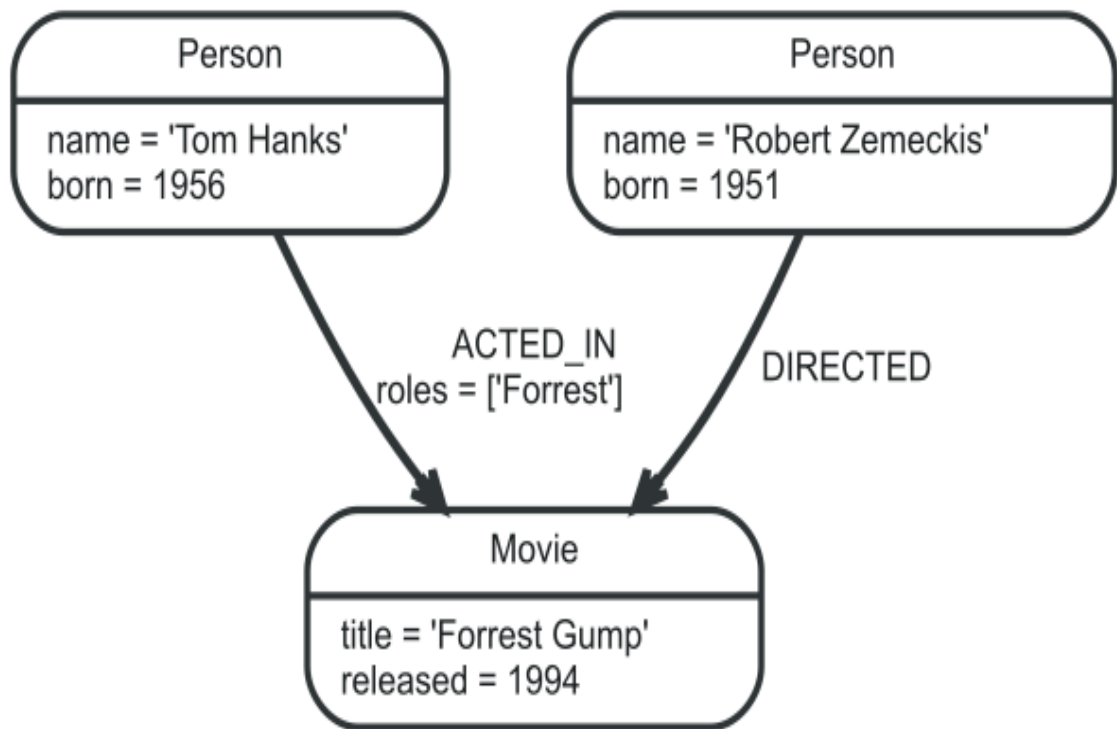 Person
name = 'Tom Hanks'
born = 1956
Person
name = 'Robert Zemeckis'
born = 1951
ACTED_IN
roles = ['Forrest']
DIRECTED
Movie
title = 'Forrest Gump'
released = 1994